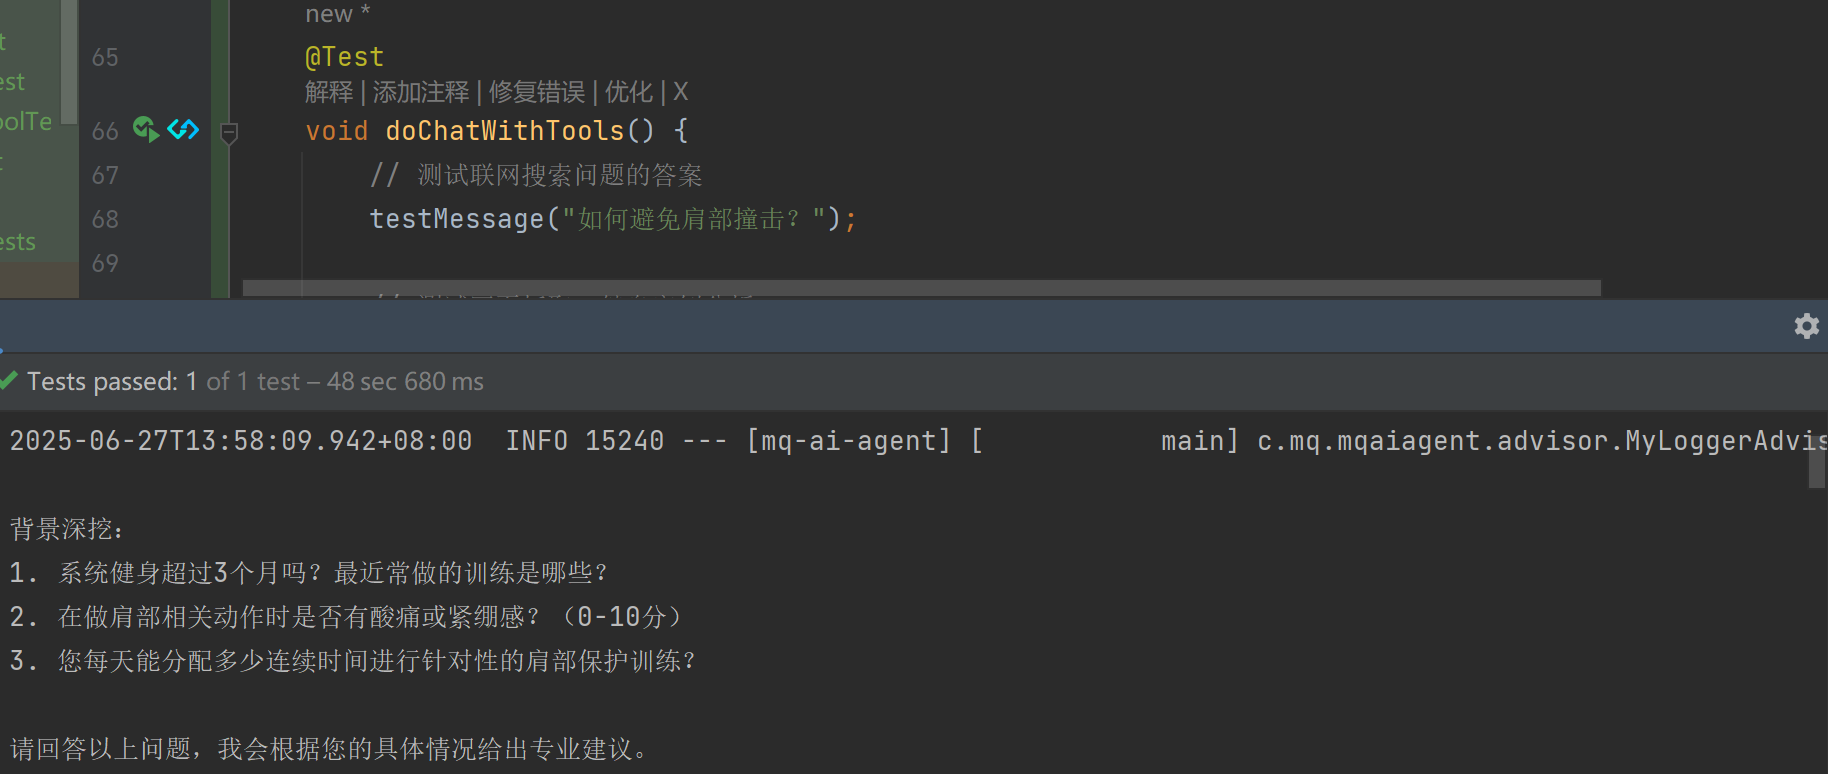 new *
65 @Test
解释 | 添加注释 | 修复错误 | 优化 | X
66 void doChatWithTools() {
67 // 测试联网搜索问题的答案
68 testMessage("如何避免肩部撞击？");
69
t
est
oolTe
t
ests
Tests passed: 1 of 1 test – 48 sec 680 ms
2025-06-27T13:58:09.942+08:00  INFO 15240 --- [mq-ai-agent] [           main] c.mq.mqaiagent.advisor.MyLoggerAdvis
背景深挖：
1. 系统健身超过3个月吗？最近常做的训练是哪些？
2. 在做肩部相关动作时是否有酸痛或紧绷感？（0-10分）
3. 您每天能分配多少连续时间进行针对性的肩部保护训练？
请回答以上问题，我会根据您的具体情况给出专业建议。